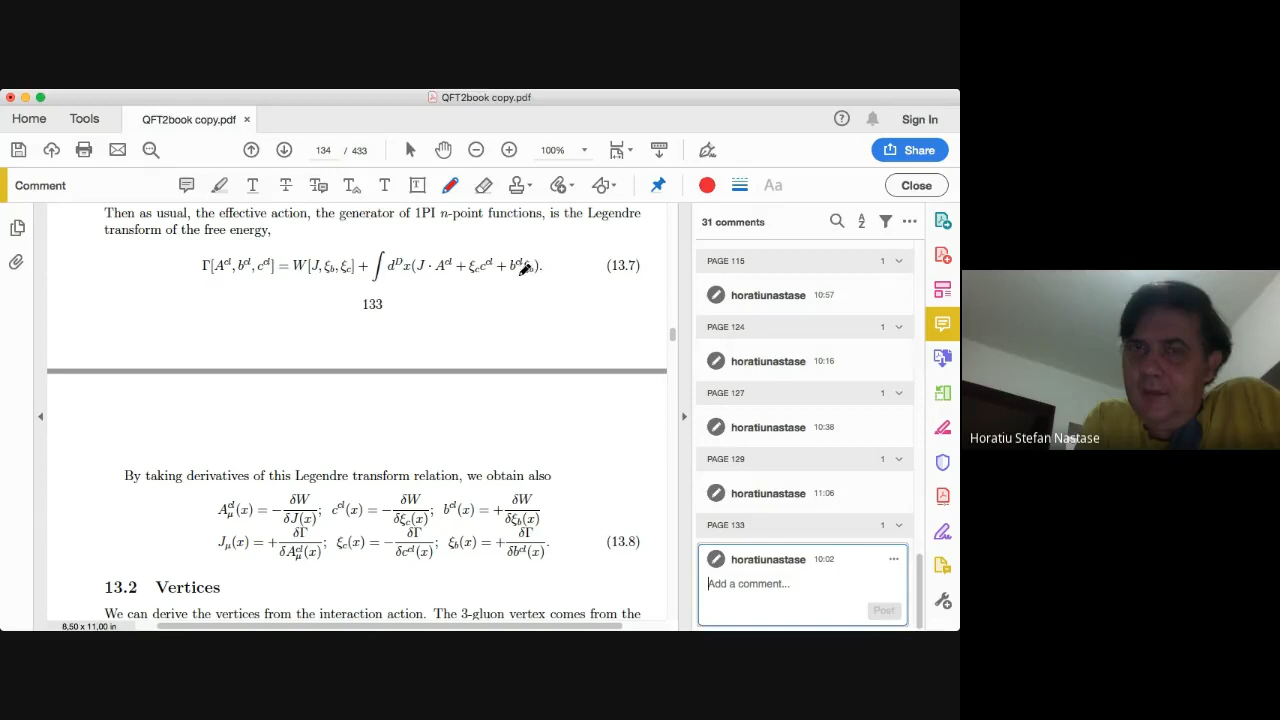 QFT2book copy.pdf
Home Tools QFT2book copy.pdf × Sign In
134 / 433 100% Share
Comment Close
Then as usual, the effective action, the generator of 1PI n-point functions, is the Legendre
transform of the free energy,
Γ[A^{cl}, b^{cl}, c^{cl}] = W[J, ξ_b, ξ_c] + ∫ d^D x(J · A^{cl} + ξ_c c^{cl} + b^{cl} ). (13.7)
133
By taking derivatives of this Legendre transform relation, we obtain also
A_μ^{cl}(x) = −δW/δJ(x); c^{cl}(x) = −δW/δξ_c(x); b^{cl}(x) = +δW/δξ_b(x)
J_μ(x) = +δΓ/δA_μ^{cl}(x); ξ_c(x) = −δΓ/δc^{cl}(x); ξ_b(x) = +δΓ/δb^{cl}(x). (13.8)
13.2 Vertices
We can derive the vertices from the interaction action. The 3-gluon vertex comes from the
8,50 x 11,00 in
31 comments
PAGE 115 1
horatiunastase 10:57
PAGE 124 1
horatiunastase 10:16
PAGE 127 1
horatiunastase 10:38
PAGE 129 1
horatiunastase 11:06
PAGE 133 1
horatiunastase 10:02
Add a comment...
Post
Horatiu Stefan Nastase